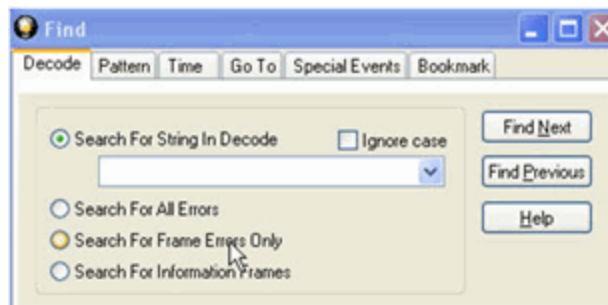 Find
Decode Pattern Time Go To Special Events Bookmark
Search For String In Decode Ignore case
Find Next
Find Previous
Search For All Errors
Help
Search For Frame Errors Only
Search For Information Frames